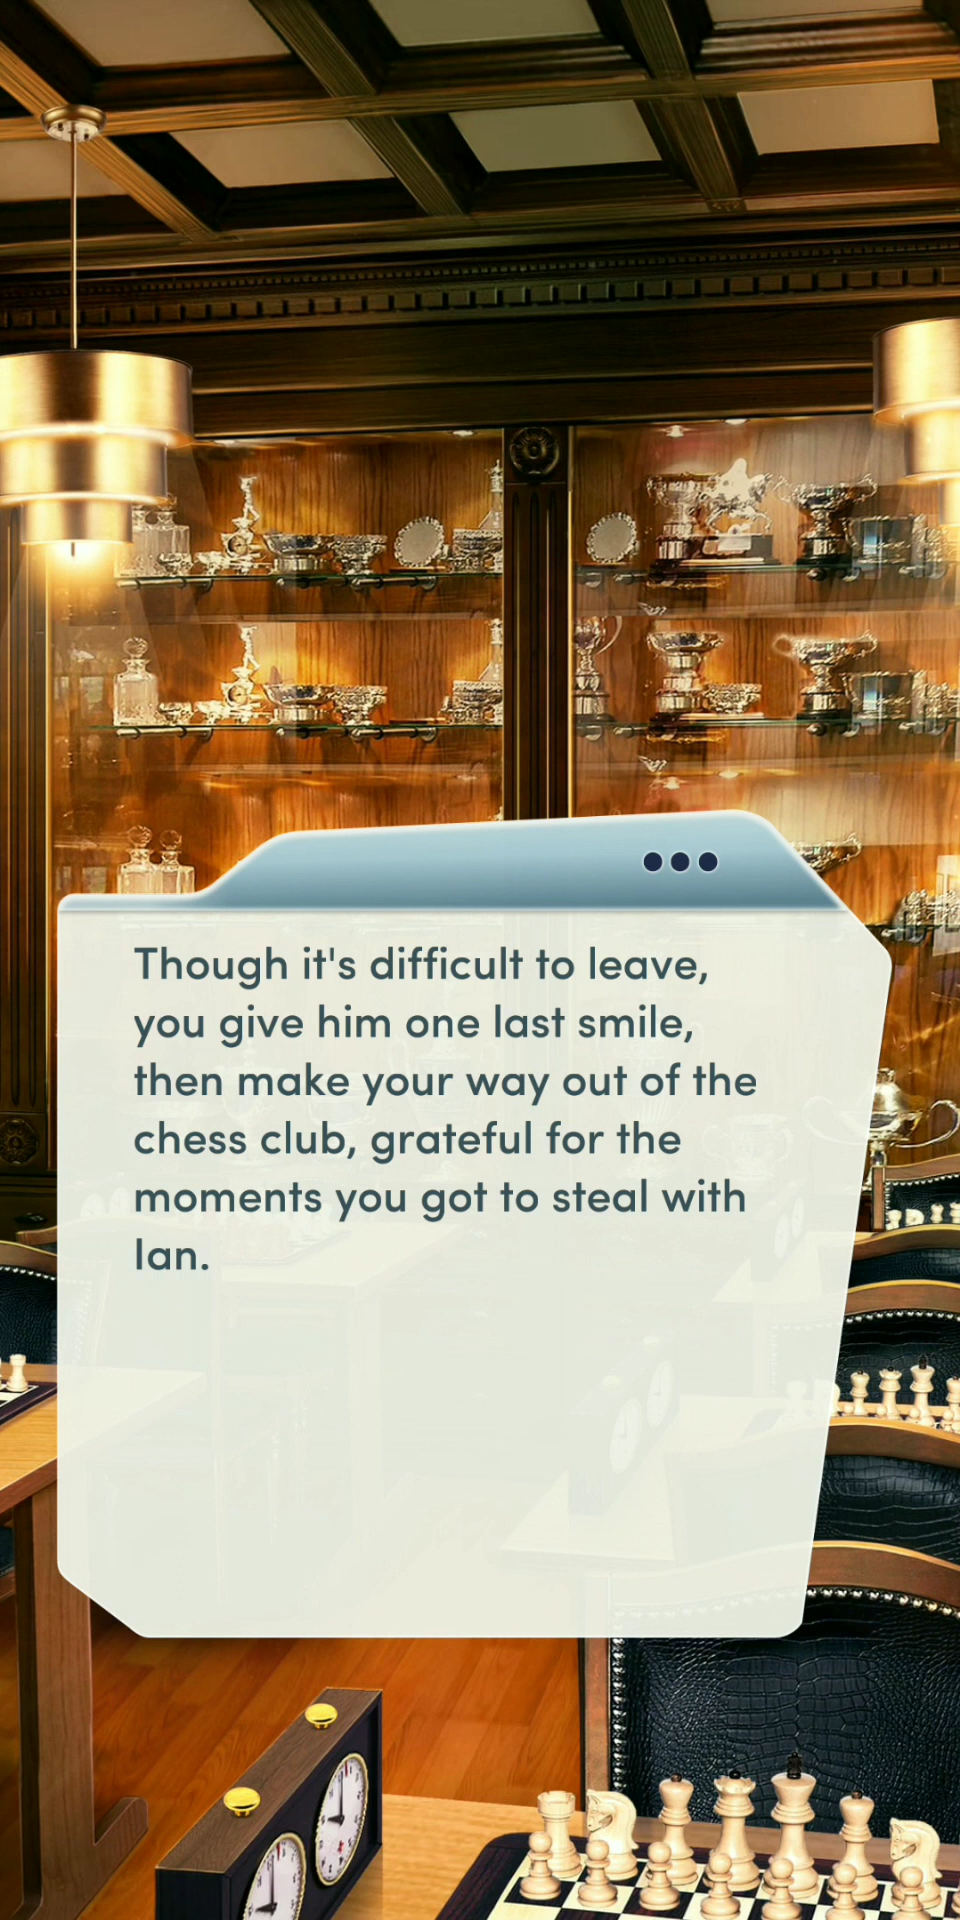 Though it's difficult to leave,
you give him one last smile,
then make your way out of the
chess club, grateful for the
moments you got to steal with
Ian.